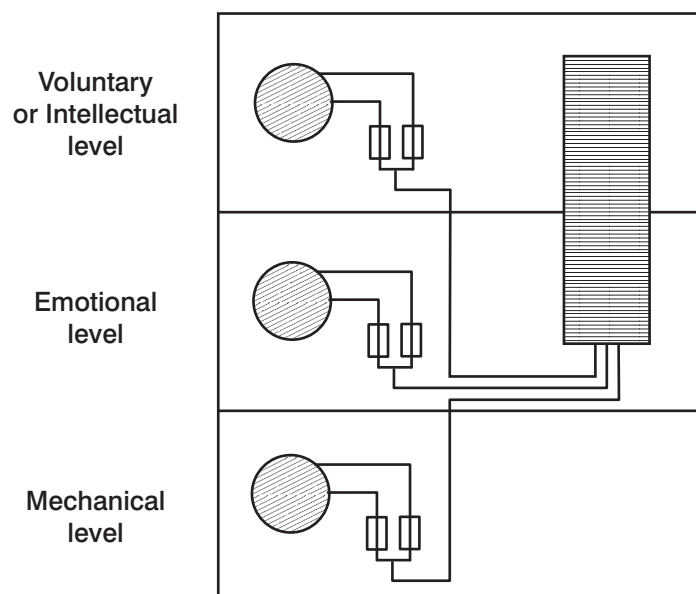 Voluntary
or Intellectual
level
Emotional
level
Mechanical
level